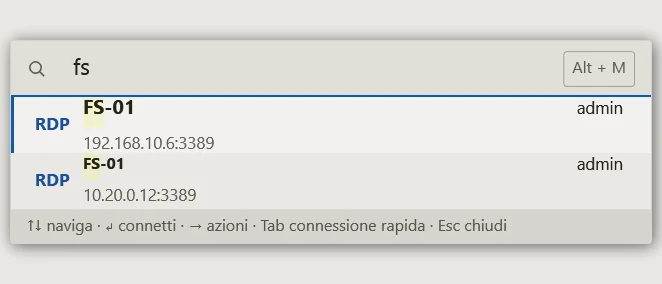 fs
Alt + M
FS-01
admin
RDP
192.168.10.6:3389
FS-01
admin
RDP
10.20.0.12:3389
↑↓ naviga · ↲ connetti · → azioni · Tab connessione rapida · Esc chiudi